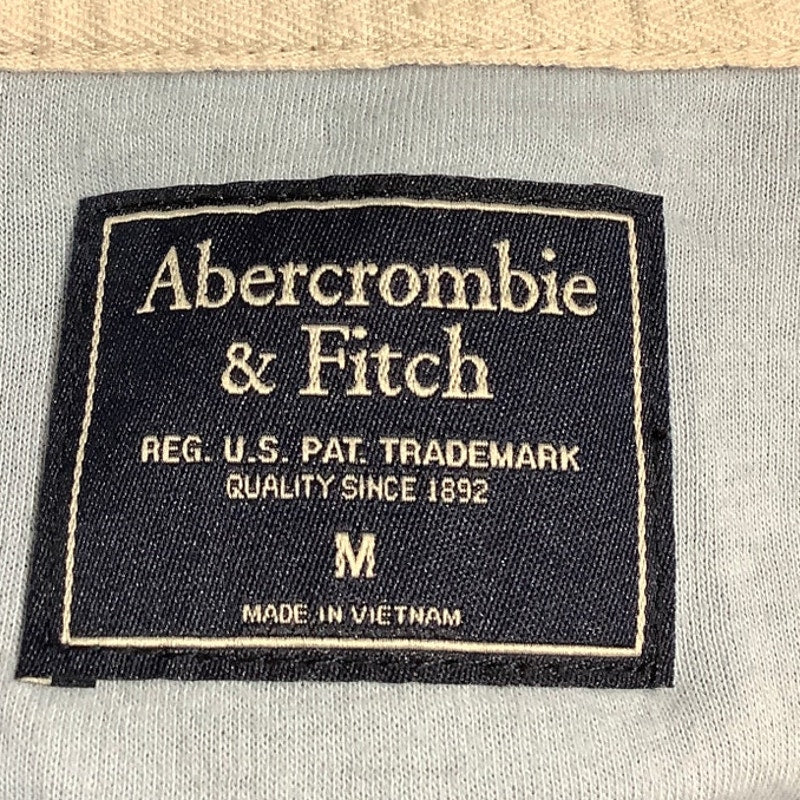 Abercrombie
& Fitch
REG. U.S. PAT. TRADEMARK
QUALITY SINCE 1892
M
MADE IN VIETNAM